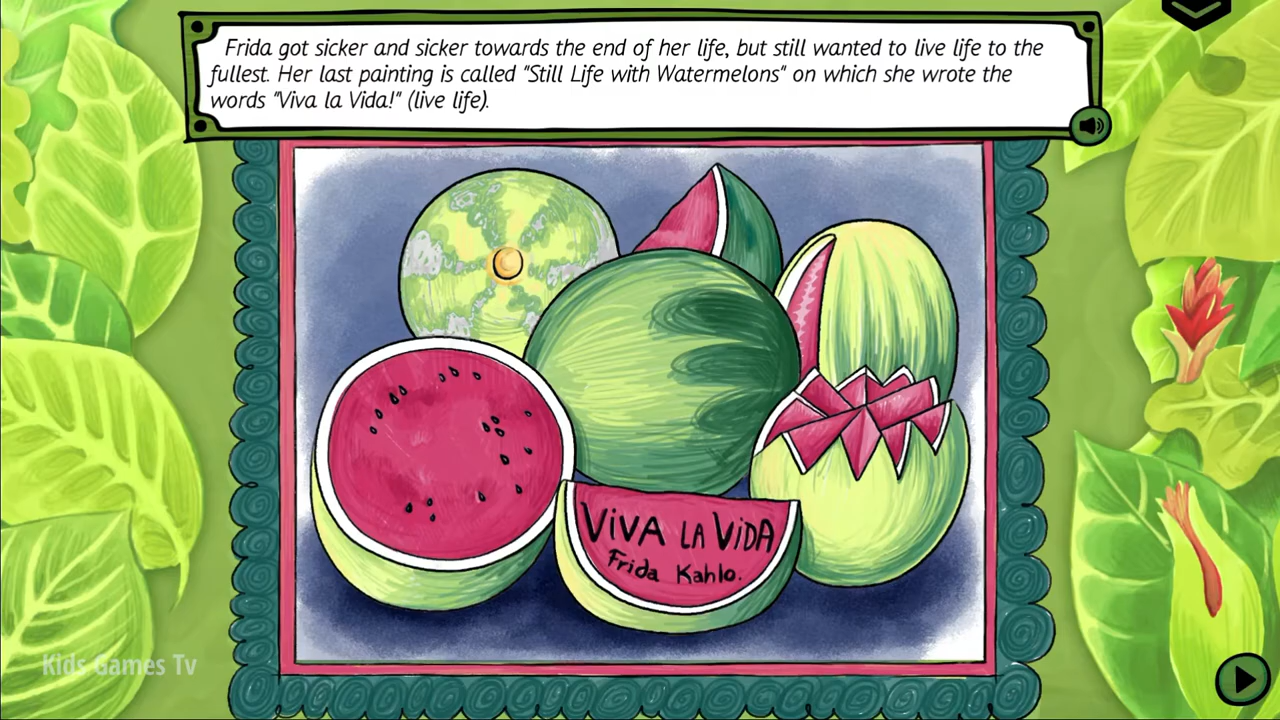 Frida got sicker and sicker towards the end of her life, but still wanted to live life to the
fullest. Her last painting is called "Still Life with Watermelons" on which she wrote the
words "Viva la Vida!" (live life).
ViVA LA ViDA
Frida Kahlo.
Kids Games Tv